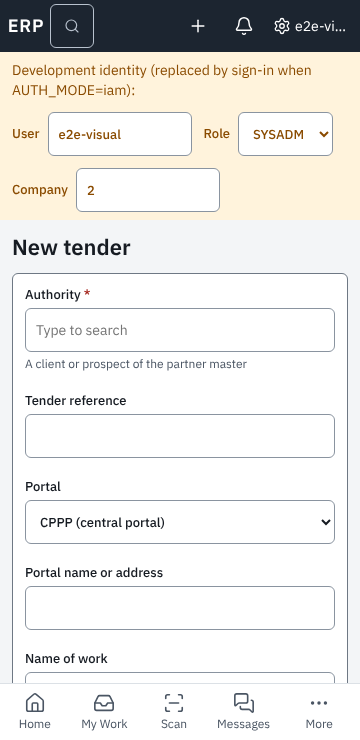 ERP
e2e-vi...
Development identity (replaced by sign-in when
AUTH_MODE=iam):
User e2e-visual Role SYSADM
Company 2
New tender
Authority *
Type to search
A client or prospect of the partner master
Tender reference
Portal
CPPP (central portal)
Portal name or address
Name of work
Home My Work Scan Messages More